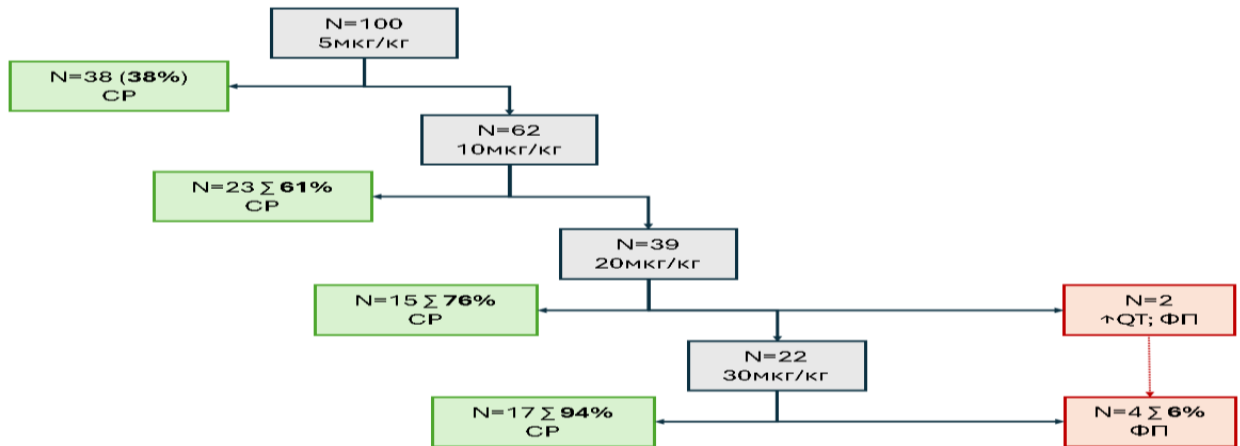 N=100
5мкг/кг
N=38 (38%)
СР
N=62
10мкг/кг
N=23 ∑ 61%
СР
N=39
20мкг/кг
N=15 ∑ 76%
СР
N=2
↑QT; ФП
N=22
30мкг/кг
N=17 ∑ 94%
СР
N=4 ∑ 6%
ФП